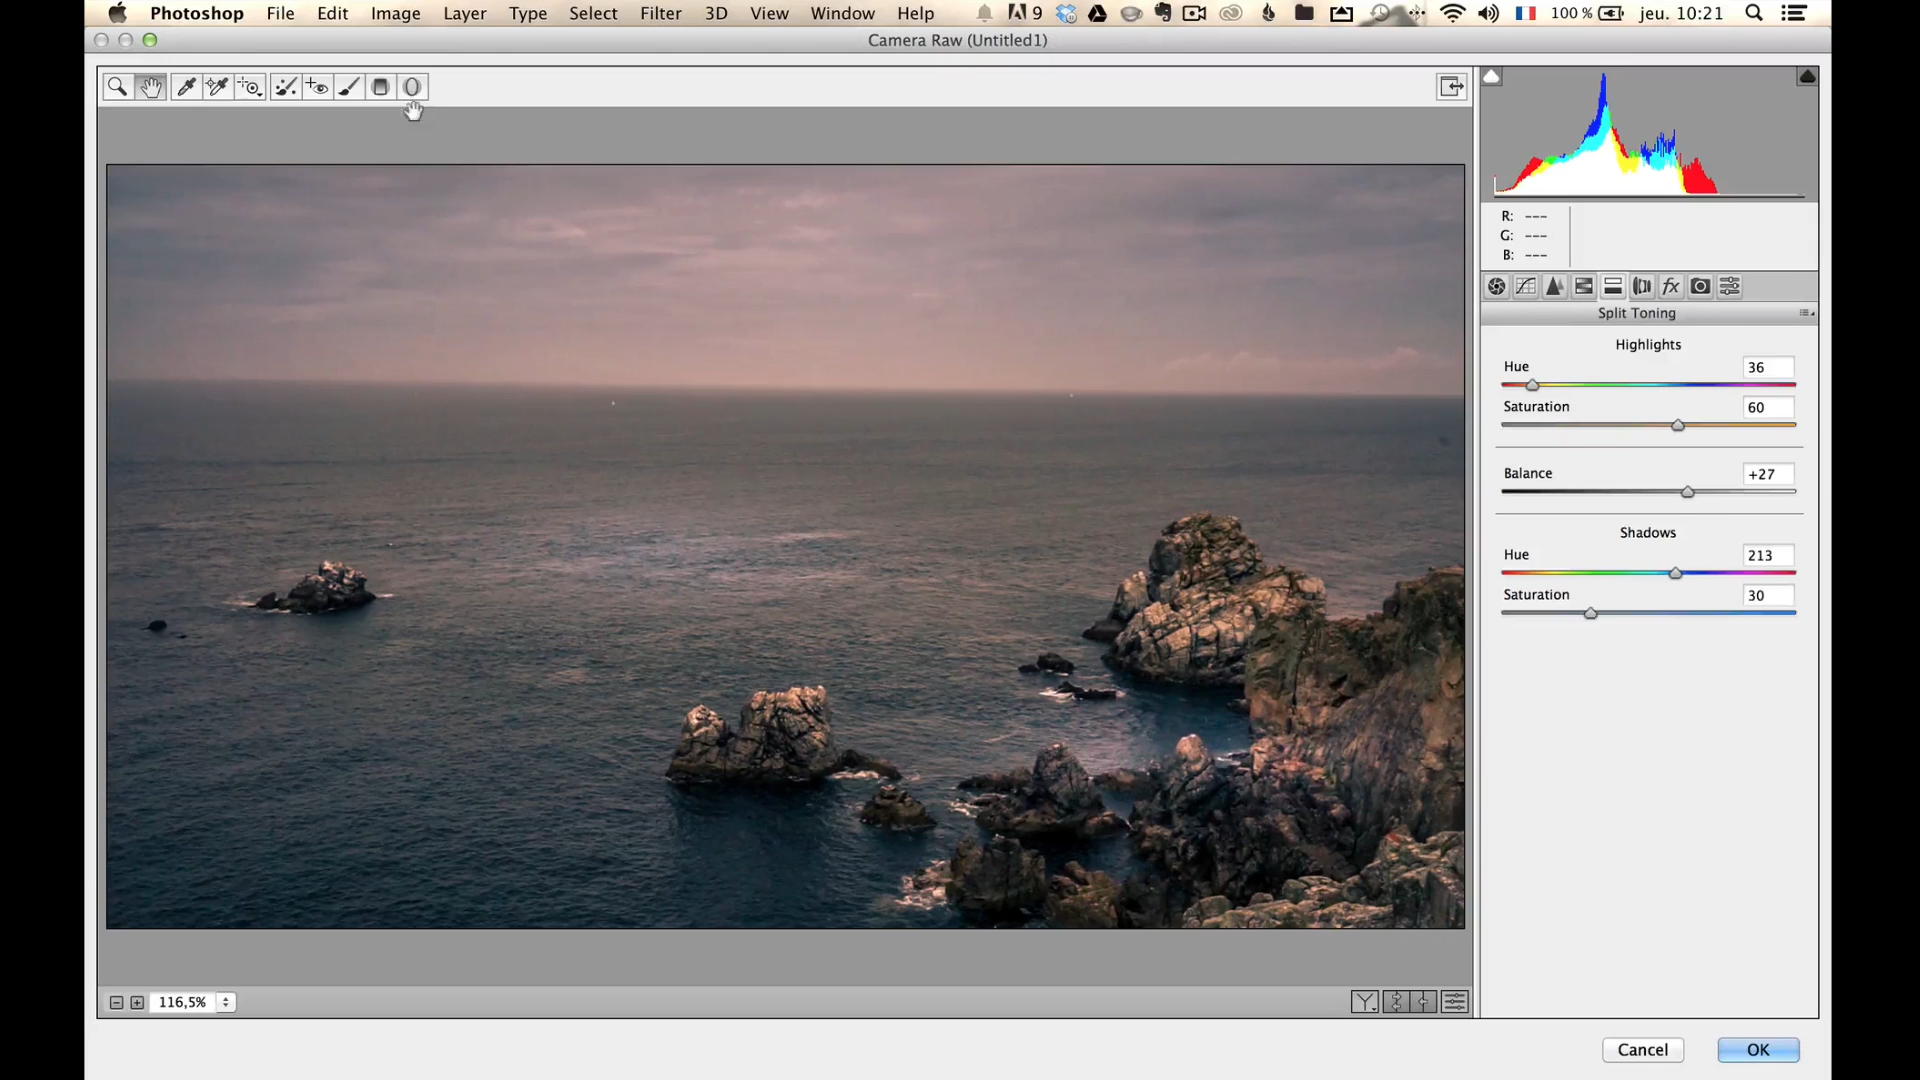 Photoshop File Edit Image Layer Type Select Filter 3D View Window Help 9 100 % jeu. 10:21
Camera Raw (Untitled1)
R: ---
G: ---
B: ---
fx
Split Toning
Highlights
Hue 36
Saturation 60
Balance +27
Shadows
Hue 213
Saturation 30
116,5%
Cancel OK